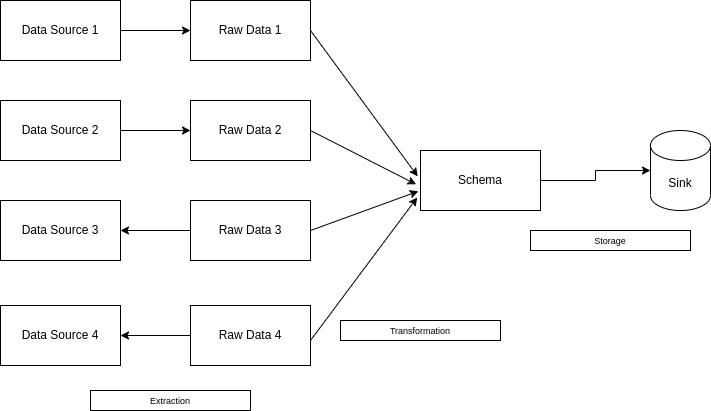 Data Source 1
Raw Data 1
Data Source 2
Raw Data 2
Schema
Sink
Data Source 3
Raw Data 3
Storage
Data Source 4
Raw Data 4
Transformation
Extraction